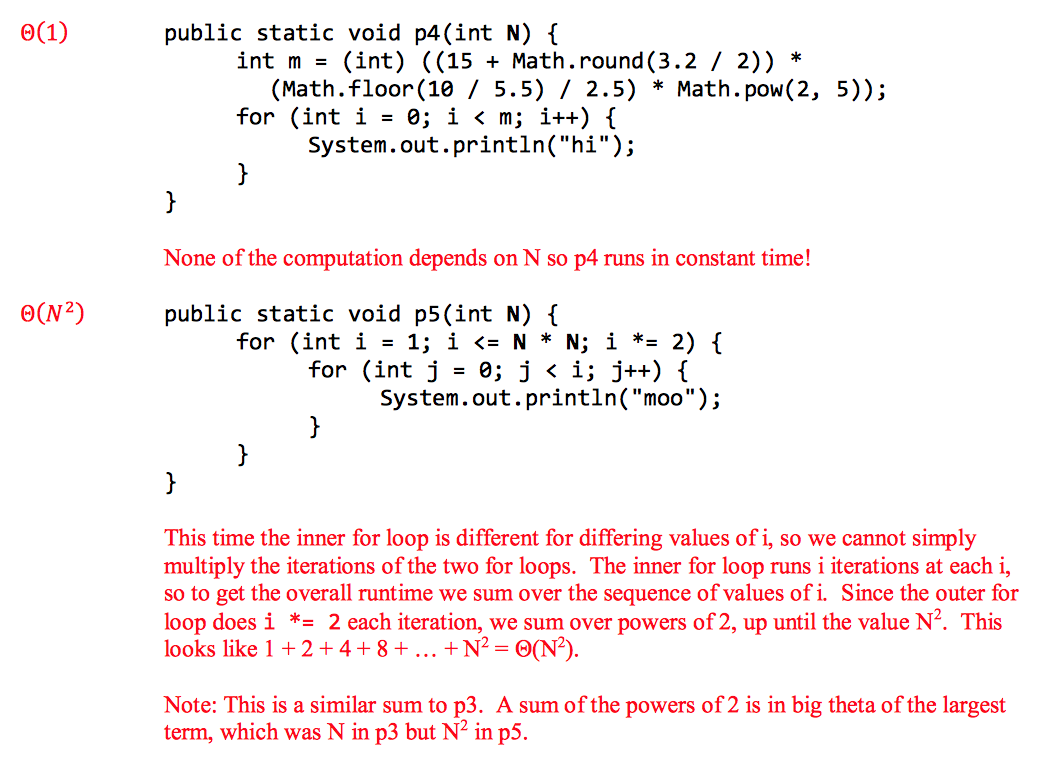 Θ(1) public static void p4(int N) {
int m = (int) ((15 + Math.round(3.2 / 2)) *
(Math.floor(10 / 5.5) / 2.5) * Math.pow(2, 5));
for (int i = 0; i < m; i++) {
System.out.println("hi");
}
}
None of the computation depends on N so p4 runs in constant time!
Θ(N²) public static void p5(int N) {
for (int i = 1; i <= N * N; i *= 2) {
for (int j = 0; j < i; j++) {
System.out.println("moo");
}
}
}
This time the inner for loop is different for differing values of i, so we cannot simply
multiply the iterations of the two for loops. The inner for loop runs i iterations at each i,
so to get the overall runtime we sum over the sequence of values of i. Since the outer for
loop does i *= 2 each iteration, we sum over powers of 2, up until the value N². This
looks like 1 + 2 + 4 + 8 + … + N² = Θ(N²).
Note: This is a similar sum to p3. A sum of the powers of 2 is in big theta of the largest
term, which was N in p3 but N² in p5.